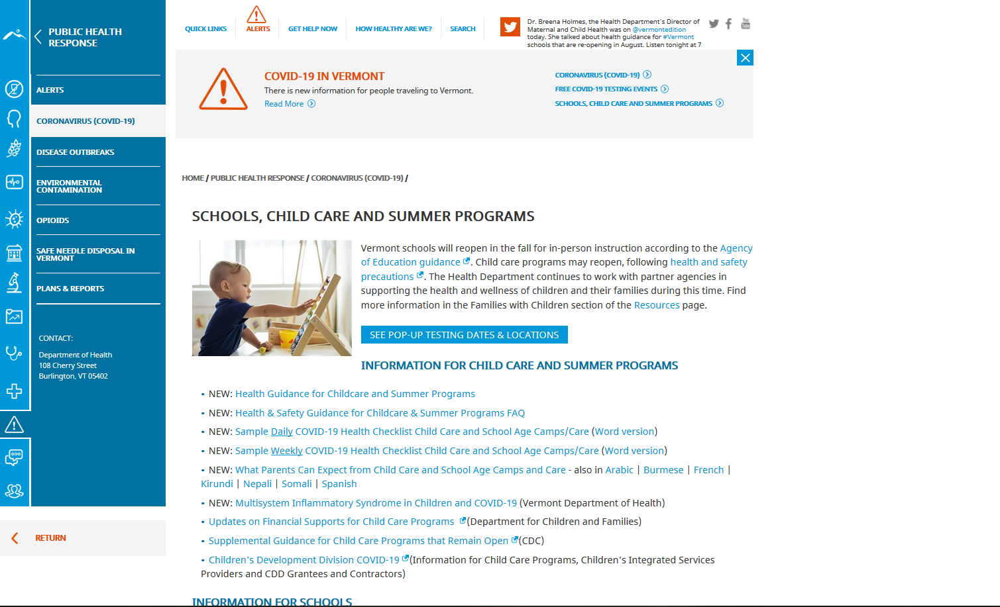 PUBLIC HEALTH
RESPONSE
ALERTS
CORONAVIRUS (COVID-19)
DISEASE OUTBREAKS
ENVIRONMENTAL
CONTAMINATION
OPIOIDS
SAFE NEEDLE DISPOSAL IN
VERMONT
PLANS & REPORTS
CONTACT:
Department of Health
108 Cherry Street
Burlington, VT 05402
RETURN
QUICK LINKS
ALERTS
GET HELP NOW
HOW HEALTHY ARE WE?
SEARCH
Dr. Breena Holmes, the Health Department's Director of
Maternal and Child Health was on @vermontedition
today. She talked about health guidance for #Vermont
schools that are re-opening in August. Listen tonight at 7
You
COVID-19 IN VERMONT
There is new information for people traveling to Vermont.
Read More
CORONAVIRUS (COVID-19)
FREE COVID-19 TESTING EVENTS
SCHOOLS, CHILD CARE AND SUMMER PROGRAMS
HOME / PUBLIC HEALTH RESPONSE / CORONAVIRUS (COVID-19) /
SCHOOLS, CHILD CARE AND SUMMER PROGRAMS
Vermont schools will reopen in the fall for in-person instruction according to the Agency
of Education guidance . Child care programs may reopen, following health and safety
precautions . The Health Department continues to work with partner agencies in
supporting the health and wellness of children and their families during this time. Find
more information in the Families with Children section of the Resources page.
SEE POP-UP TESTING DATES & LOCATIONS
INFORMATION FOR CHILD CARE AND SUMMER PROGRAMS
• NEW: Health Guidance for Childcare and Summer Programs
• NEW: Health & Safety Guidance for Childcare & Summer Programs FAQ
• NEW: Sample Daily COVID-19 Health Checklist Child Care and School Age Camps/Care (Word version)
• NEW: Sample Weekly COVID-19 Health Checklist Child Care and School Age Camps/Care (Word version)
• NEW: What Parents Can Expect from Child Care and School Age Camps and Care - also in Arabic | Burmese | French |
Kirundi | Nepali | Somali | Spanish
• NEW: Multisystem Inflammatory Syndrome in Children and COVID-19 (Vermont Department of Health)
• Updates on Financial Supports for Child Care Programs (Department for Children and Families)
• Supplemental Guidance for Child Care Programs that Remain Open (CDC)
• Children's Development Division COVID-19 (Information for Child Care Programs, Children's Integrated Services
Providers and CDD Grantees and Contractors)
INFORMATION FOR SCHOOLS